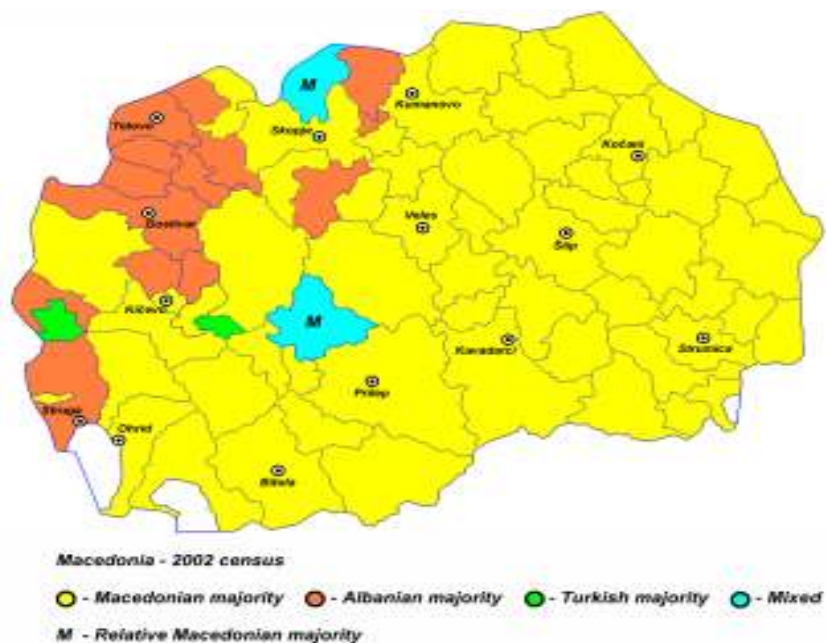 M
Kumanovo
Tetovo
Skopje
Kočani
Gostivar
Veles
Štip
Kičevo
M
Kavadarci
Strumica
Prilep
Struga
Ohrid
Bitola
Macedonia - 2002 census
- Macedonian majority - Albanian majority - Turkish majority - Mixed
M - Relative Macedonian majority